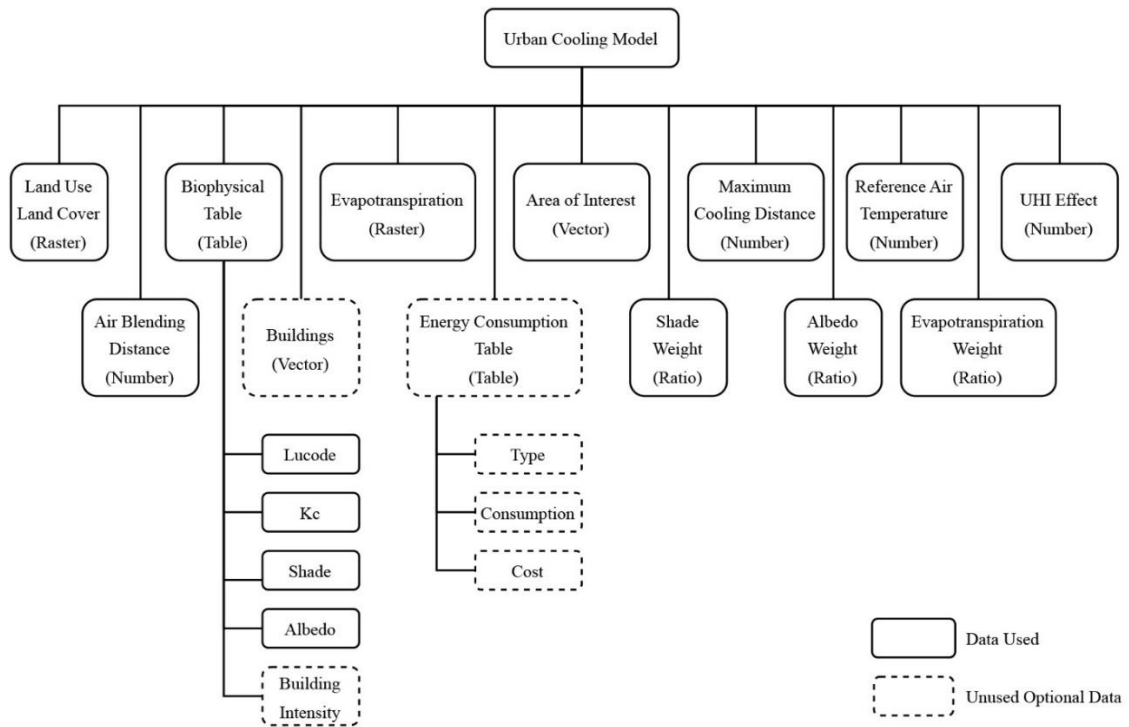 Urban Cooling Model
Land Use
Land Cover
(Raster)
Biophysical
Table
(Table)
Evapotranspiration
(Raster)
Area of Interest
(Vector)
Maximum
Cooling Distance
(Number)
Reference Air
Temperature
(Number)
UHI Effect
(Number)
Air Blending
Distance
(Number)
Buildings
(Vector)
Energy Consumption
Table
(Table)
Shade
Weight
(Ratio)
Albedo
Weight
(Ratio)
Evapotranspiration
Weight
(Ratio)
Lucode
Kc
Shade
Albedo
Building
Intensity
Type
Consumption
Cost
Data Used
Unused Optional Data